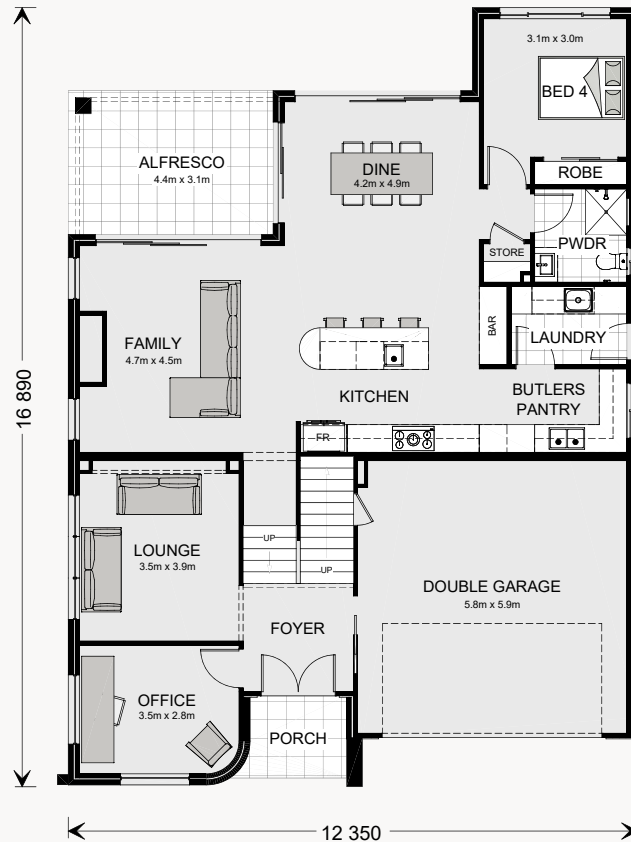 3.1m x 3.0m
BED 4
ALFRESCO
4.4m x 3.1m
DINE
4.2m x 4.9m
ROBE
PWDR
STORE
FAMILY
4.7m x 4.5m
BAR
LAUNDRY
KITCHEN
BUTLERS
PANTRY
FR
16 890
LOUNGE
3.5m x 3.9m
UP
UP
DOUBLE GARAGE
5.8m x 5.9m
FOYER
OFFICE
3.5m x 2.8m
PORCH
12 350